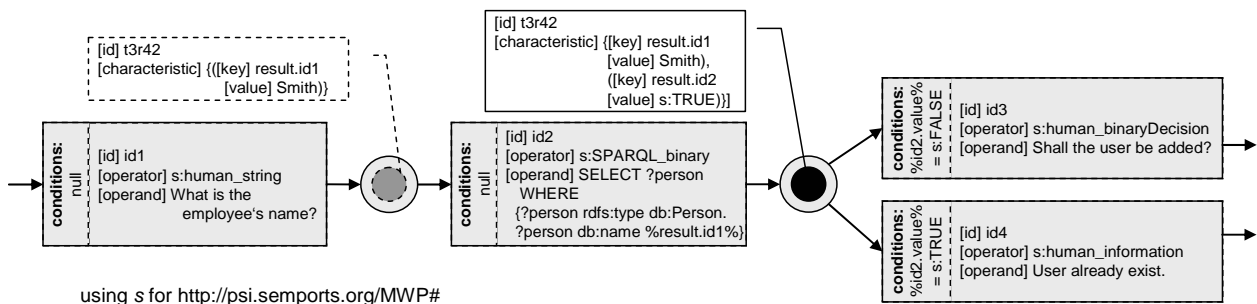 [id] t3r42
[characteristic] {([key] result.id1
[value] Smith)}
[id] t3r42
[characteristic] {[key] result.id1
[value] Smith),
([key] result.id2
[value] s:TRUE)}]
conditions:
null
[id] id1
[operator] s:human_string
[operand] What is the
employee‘s name?
conditions:
null
[id] id2
[operator] s:SPARQL_binary
[operand] SELECT ?person
WHERE
{?person rdfs:type db:Person.
?person db:name %result.id1%}
conditions:
%id2.value%
= s:FALSE
[id] id3
[operator] s:human_binaryDecision
[operand] Shall the user be added?
conditions:
%id2.value%
= s:TRUE
[id] id4
[operator] s:human_information
[operand] User already exist.
using s for http://psi.semports.org/MWP#